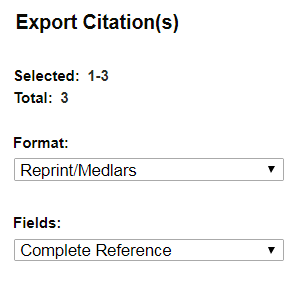 Export Citation(s)
Selected: 1-3
Total: 3
Format:
Reprint/Medlars
Fields:
Complete Reference